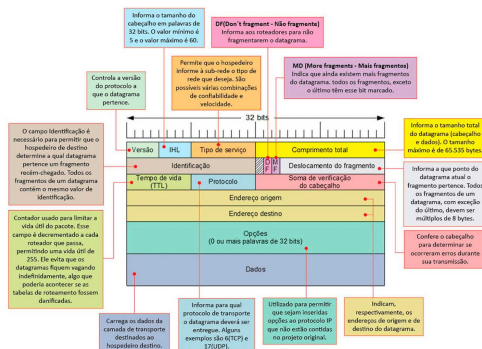 Informa o tamanho do
cabeçalho em palavras de
32 bits. O valor mínimo é
5 e o valor máximo é 60.
DF(Don´t fragment - Não fragmente)
Informa aos roteadores para não
fragmentarem o datagrama.
Permite que o hospedeiro
Informe à sub-rede o tipo de
rede que deseja. São
possíveis várias combinações
de confiabilidade e
velocidade.
MD (More fragments - Mais fragmentos)
Indica que ainda existem mais fragmentos
do datagrama. todos os fragmentos, exceto
o último têm esse bit marcado.
Controla a versão
do protocolo a
que o datagrama
pertence.
32 bits
Versão
IHL
Tipo de serviço
Comprimento total
Identificação
D
F
M
F
Deslocamento do fragmento
Tempo de vida
(TTL)
Protocolo
Soma de verificação
do cabeçalho
Endereço origem
Endereço destino
Opções
(0 ou mais palavras de 32 bits)
Dados
O campo Identificação é
necessário para permitir que o
hospedeiro de destino
determine a qual datagrama
pertence um fragmento
recém-chegado. Todos os
fragmentos de um datagrama
contém o mesmo valor de
identificação.
Informa o tamanho total
do datagrama (cabeçalho
e dados). O tamanho
máximo é de 65.535 bytes
Informa a que ponto do
datagrama atual o
fragmento pertence. Todos
os fragmentos de um
datagrama, com exceção
do último, devem ser
múltiplos de 8 bytes.
Contador usado para limitar a
vida útil do pacote. Esse
campo é decrementado a cada
roteador que passa,
permitindo uma vida útil de
255. Ele evita que os
datagramas fiquem vagando
indefinidamente, algo que
poderia acontecer se as
tabelas de roteamento fossem
danificadas.
Confere o cabeçalho
para determinar se
ocorreram erros durante
sua transmissão.
Carrega os dados da
camada de transporte
destinados ao
hospedeiro destino.
Informa para qual
protocolo de transporte
o datagrama deverá ser
entregue. Alguns
exemplos são 6(TCP) e
17(UDP).
Utilizado para permitir
que sejam inseridas
opções ao protocolo IP
que não estão contidas
no projeto original.
Indicam,
respectivamente, os
endereços de origem e de
destino do datagrama.